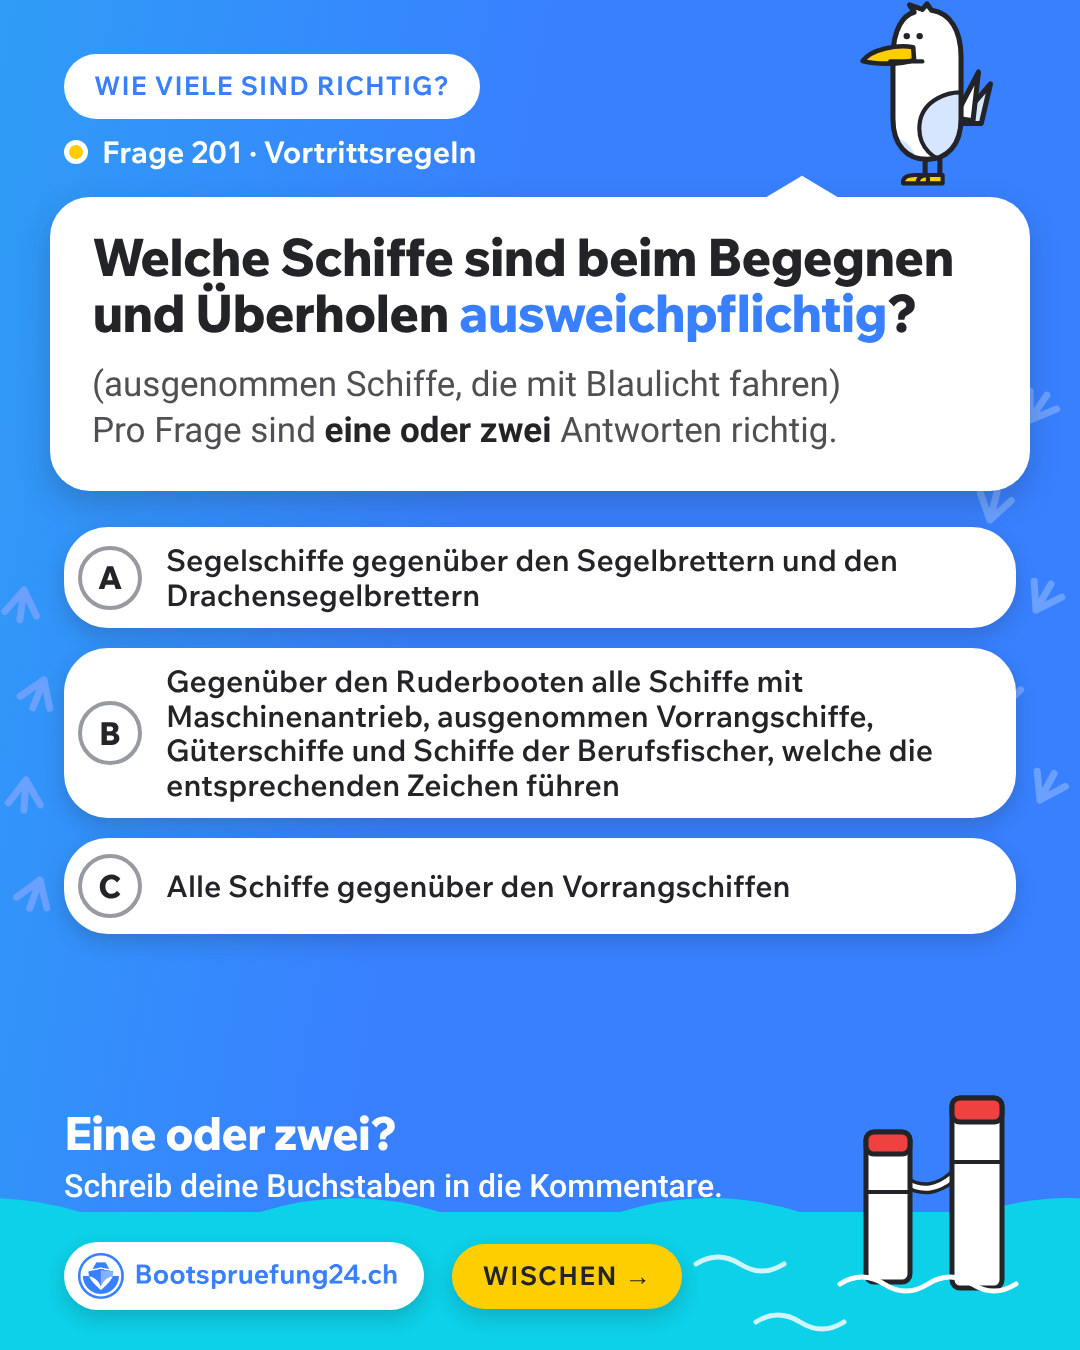 WIE VIELE SIND RICHTIG?
Frage 201 · Vortrittsregeln
Welche Schiffe sind beim Begegnen
und Überholen ausweichpflichtig?
(ausgenommen Schiffe, die mit Blaulicht fahren)
Pro Frage sind eine oder zwei Antworten richtig.
A
Segelschiffe gegenüber den Segelbrettern und den
Drachensegelbrettern
B
Gegenüber den Ruderbooten alle Schiffe mit
Maschinenantrieb, ausgenommen Vorrangschiffe,
Güterschiffe und Schiffe der Berufsfischer, welche die
entsprechenden Zeichen führen
C
Alle Schiffe gegenüber den Vorrangschiffen
Eine oder zwei?
Schreib deine Buchstaben in die Kommentare.
Bootspruefung24.ch
WISCHEN →